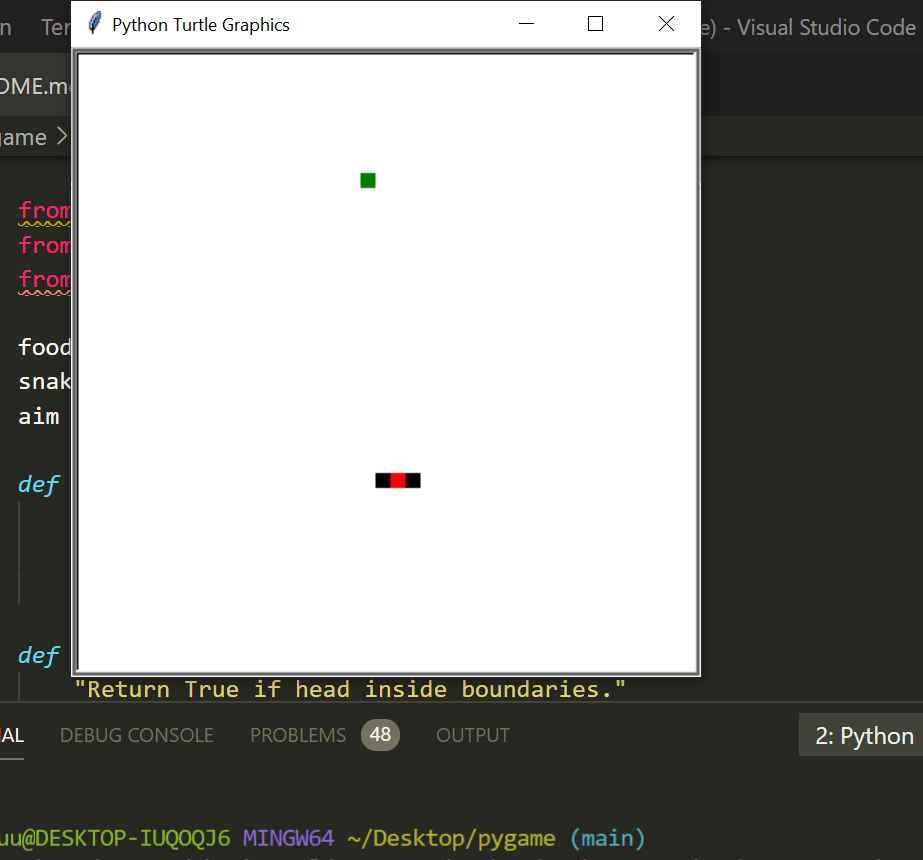 n Ter
Python Turtle Graphics
e) - Visual Studio Code
OME.m
game >
from
from
from
food
snak
aim
def
def
"Return True if head inside boundaries."
AL DEBUG CONSOLE PROBLEMS 48 OUTPUT
2: Python
uu@DESKTOP-IUQOQJ6 MINGW64 ~/Desktop/pygame (main)